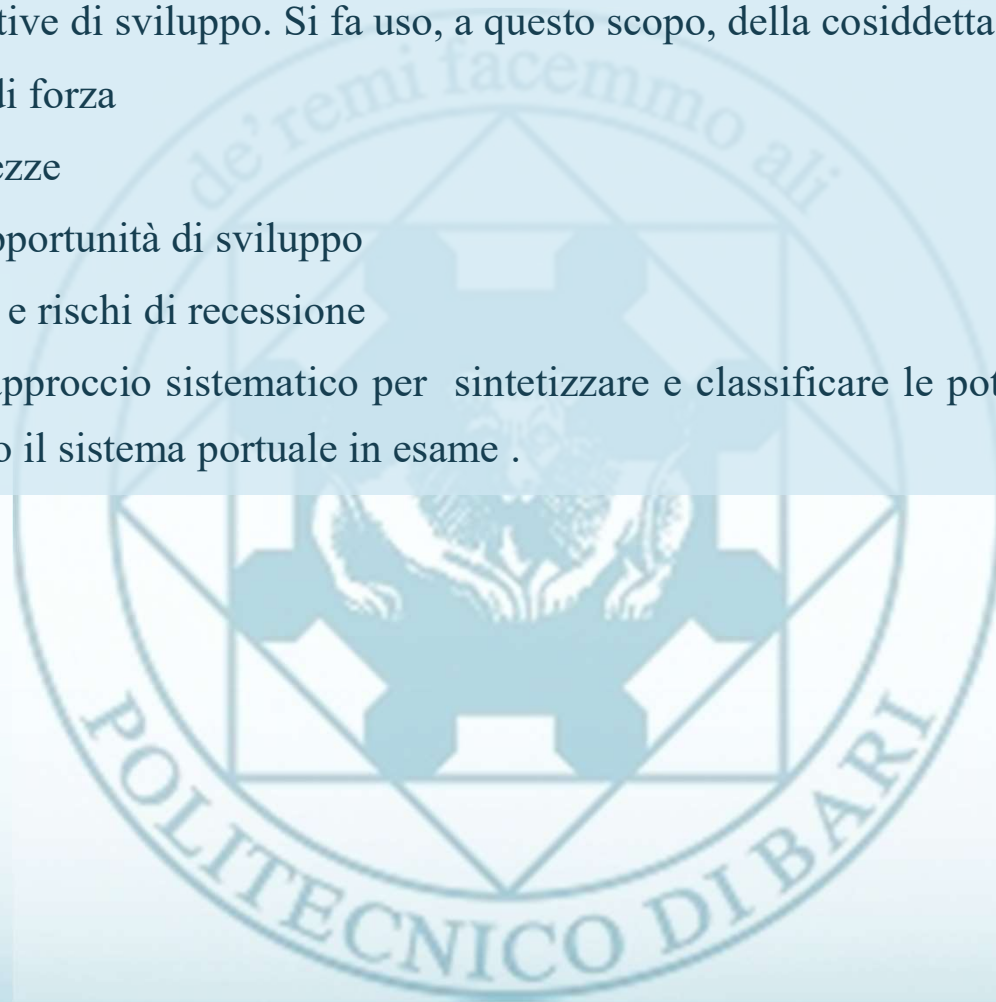 tive di sviluppo. Si fa uso, a questo scopo, della cosiddetta
di forza
ezze
pportunità di sviluppo
e rischi di recessione
approccio sistematico per sintetizzare e classificare le pot
o il sistema portuale in esame .
de' remi facemmo ali
POLITECNICO DI BARI